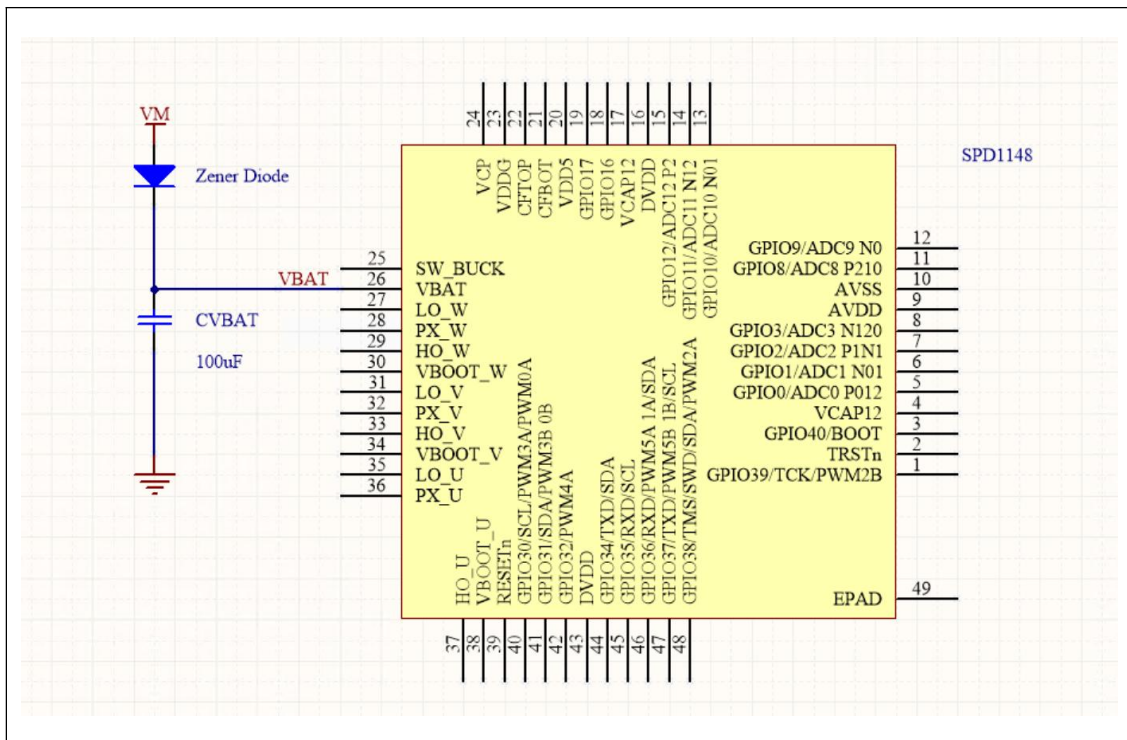 VM
Zener Diode
VBAT
CVBAT
100uF
SPD1148
24
23
22
21
20
19
18
17
16
15
14
13
VCP
VDDG
CFTOP
CFBOT
VDD5
GPIO17
GPIO16
VCAP12
DVDD
GPIO12/ADC12 P2
GPIO11/ADC11 N12
GPIO10/ADC10 N01
25 SW_BUCK
26 VBAT
27 LO_W
28 PX_W
29 HO_W
30 VBOOT_W
31 LO_V
32 PX_V
33 HO_V
34 VBOOT_V
35 LO_U
36 PX_U
GPIO9/ADC9 N0 12
GPIO8/ADC8 P210 11
AVSS 10
AVDD 9
GPIO3/ADC3 N120 8
GPIO2/ADC2 P1N1 7
GPIO1/ADC1 N01 6
GPIO0/ADC0 P012 5
VCAP12 4
GPIO40/BOOT 3
TRSTn 2
GPIO39/TCK/PWM2B 1
EPAD 49
HO_U
VBOOT_U
RESETn
GPIO30/SCL/PWM3A/PWM0A
GPIO31/SDA/PWM3B 0B
GPIO32/PWM4A
DVDD
GPIO34/TXD/SDA
GPIO35/RXD/SCL
GPIO36/RXD/PWM5A 1A/SDA
GPIO37/TXD/PWM5B 1B/SCL
GPIO38/TMS/SWD/SDA/PWM2A
37
38
39
40
41
42
43
44
45
46
47
48